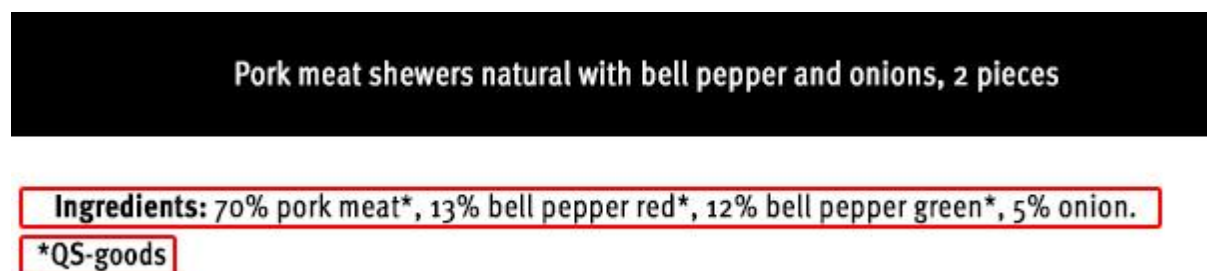 Pork meat shewers natural with bell pepper and onions, 2 pieces
Ingredients: 70% pork meat*, 13% bell pepper red*, 12% bell pepper green*, 5% onion.
*QS-goods